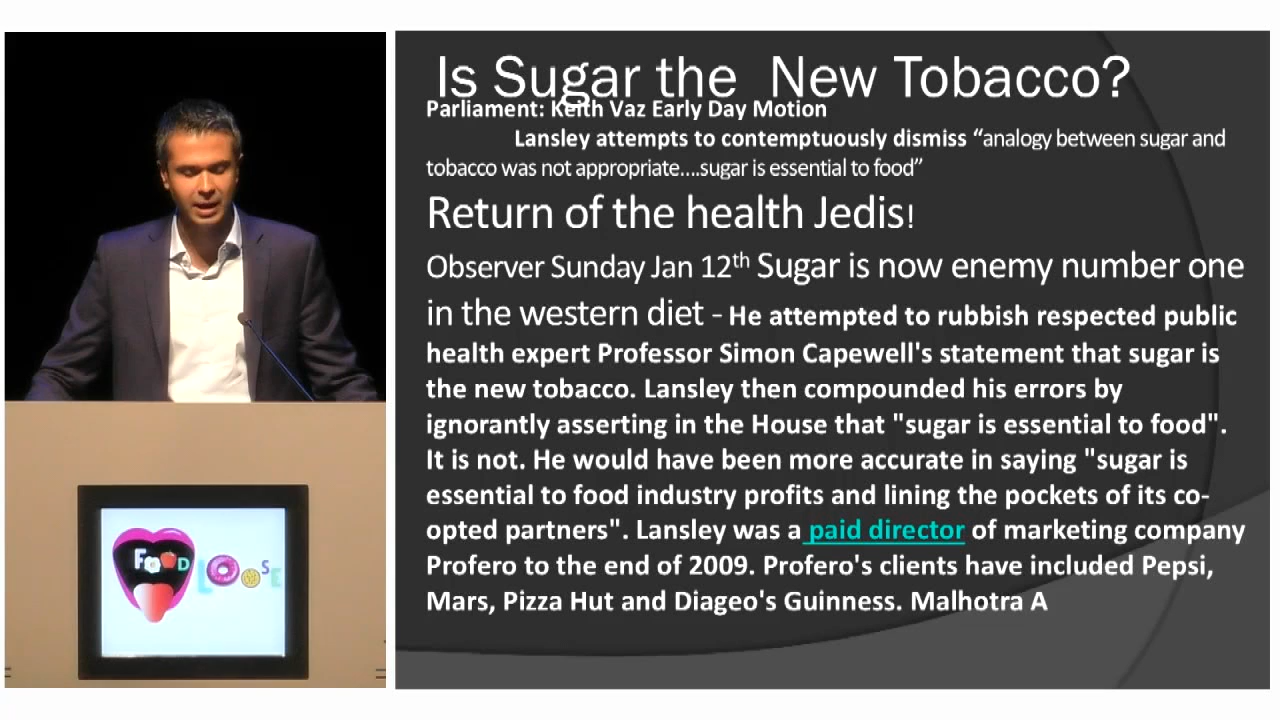 Is Sugar the New Tobacco?
Parliament: Keith Vaz Early Day Motion
Lansley attempts to contemptuously dismiss “analogy between sugar and
tobacco was not appropriate....sugar is essential to food”
Return of the health Jedis!
Observer Sunday Jan 12th Sugar is now enemy number one
in the western diet - He attempted to rubbish respected public
health expert Professor Simon Capewell's statement that sugar is
the new tobacco. Lansley then compounded his errors by
ignorantly asserting in the House that "sugar is essential to food".
It is not. He would have been more accurate in saying "sugar is
essential to food industry profits and lining the pockets of its co-
opted partners". Lansley was a paid director of marketing company
Profero to the end of 2009. Profero's clients have included Pepsi,
Mars, Pizza Hut and Diageo's Guinness. Malhotra A
FOOD
LOOSE